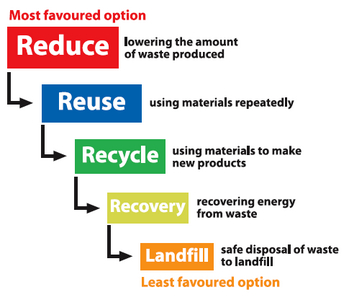 Most favoured option
Reduce
lowering the amount
of waste produced
Reuse
using materials repeatedly
Recycle
using materials to make
new products
Recovery
recovering energy
from waste
Landfill
safe disposal of waste
to landfill
Least favoured option